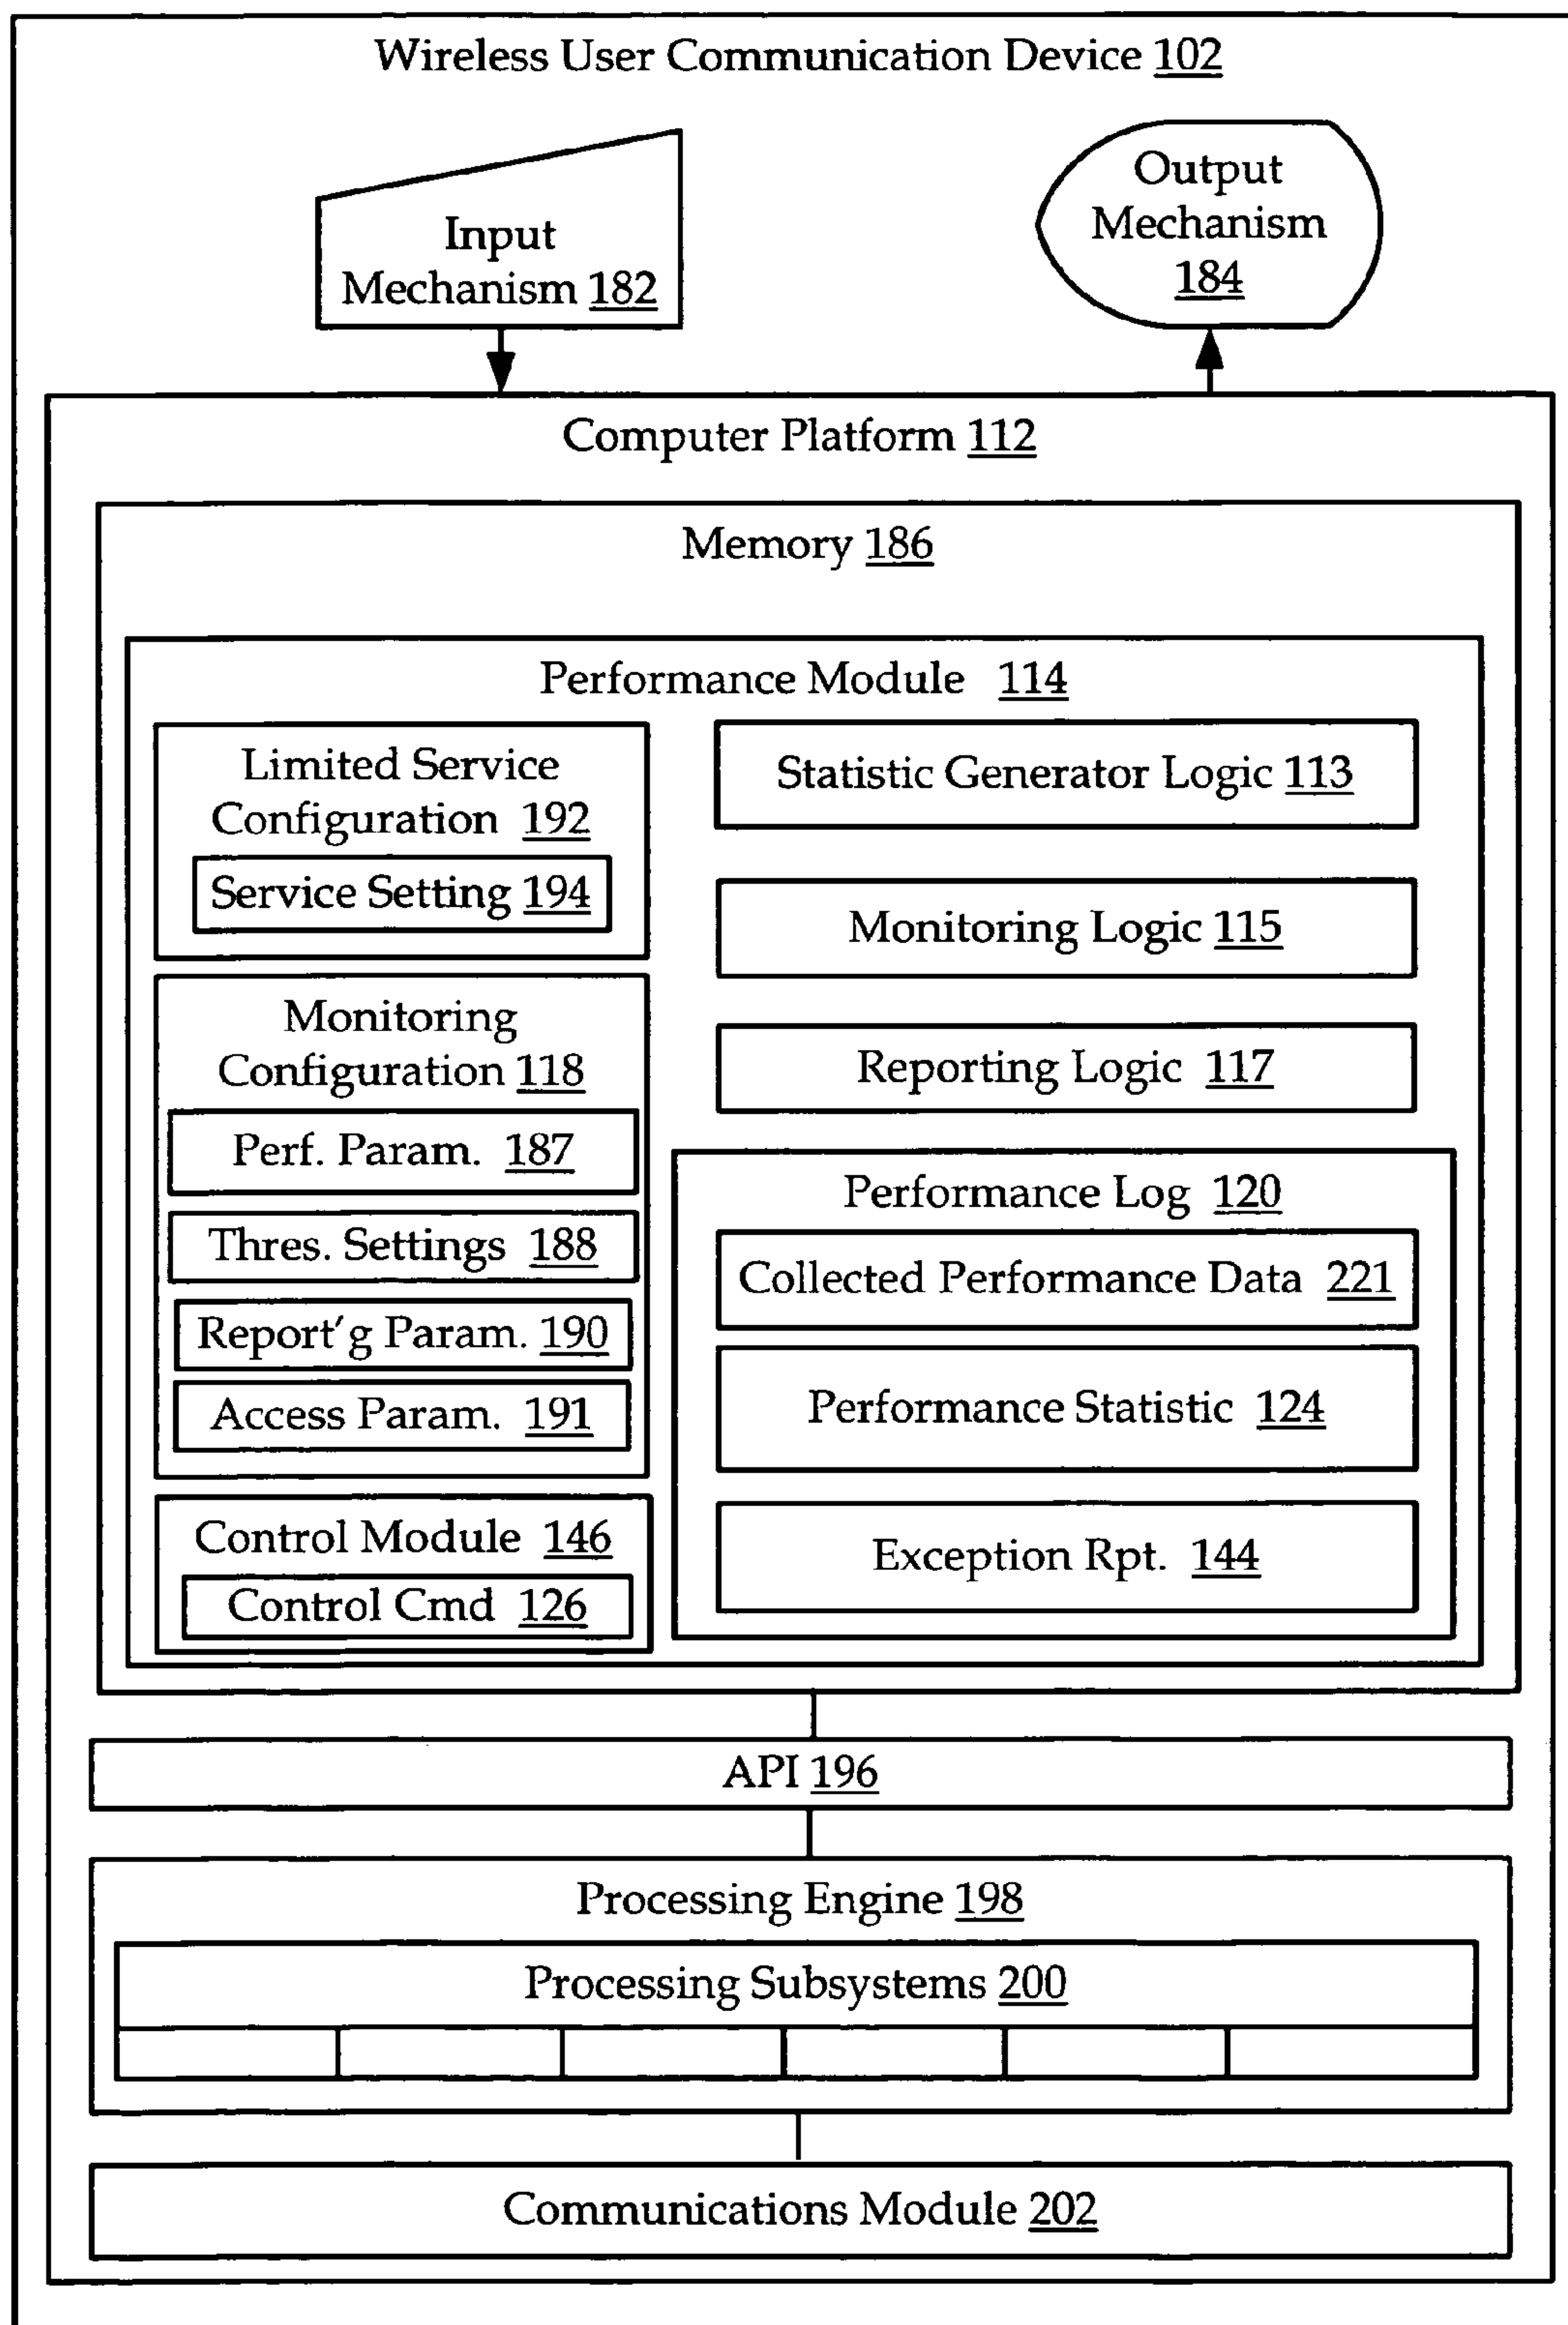 Wireless User Communication Device 102
Input
Mechanism 182
Output
Mechanism
184
Computer Platform 112
Memory 186
Performance Module 114
Limited Service
Configuration 192
Service Setting 194
Monitoring
Configuration 118
Perf. Param. 187
Thres. Settings 188
Report'g Param. 190
Access Param. 191
Control Module 146
Control Cmd 126
Statistic Generator Logic 113
Monitoring Logic 115
Reporting Logic 117
Performance Log 120
Collected Performance Data 221
Performance Statistic 124
Exception Rpt. 144
API 196
Processing Engine 198
Processing Subsystems 200
Communications Module 202